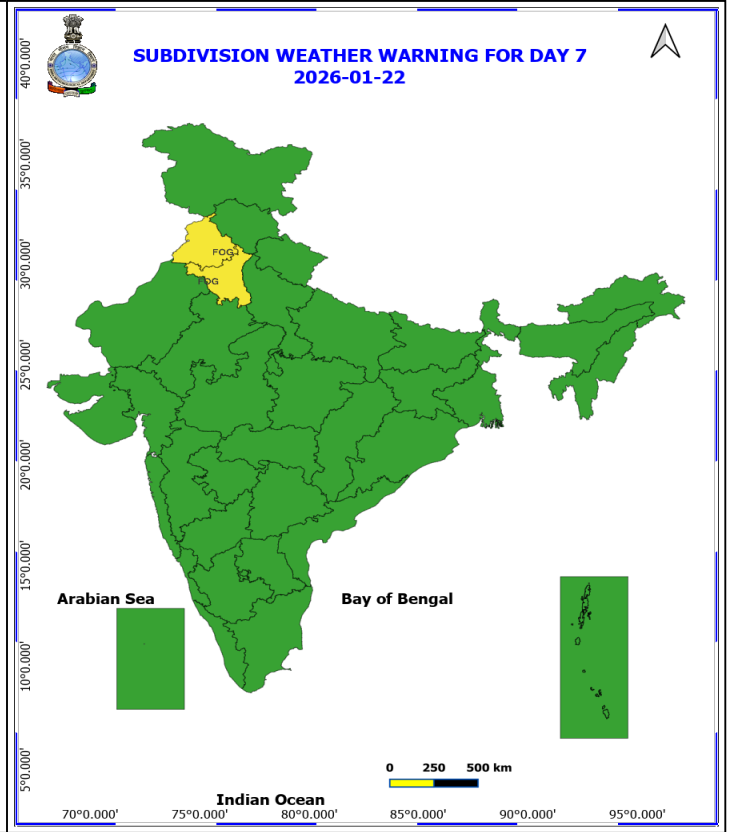 SUBDIVISION WEATHER WARNING FOR DAY 7
2026-01-22
40°0.000'
35°0.000'
30°0.000'
25°0.000'
20°0.000'
15°0.000'
10°0.000'
5°0.000'
FOG
FOG
Arabian Sea
Bay of Bengal
0 250 500 km
Indian Ocean
70°0.000' 75°0.000' 80°0.000' 85°0.000' 90°0.000' 95°0.000'